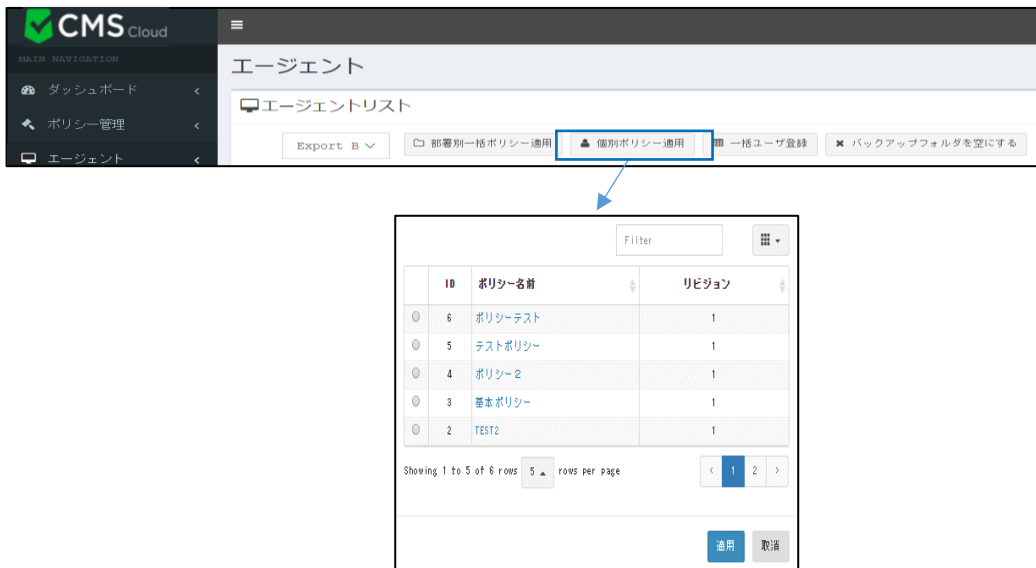 CMS Cloud
MAIN NAVIGATION
ダッシュボード
ポリシー管理
エージェント
エージェント
エージェントリスト
Export B
部署別一括ポリシー適用
個別ポリシー適用
一括ユーザ登録
バックアップフォルダを空にする
Filter
ID ポリシー名前 リビジョン
6 ポリシーテスト 1
5 テストポリシー 1
4 ポリシー2 1
3 基本ポリシー 1
2 TEST2 1
Showing 1 to 5 of 6 rows 5 rows per page
‹ 1 2 ›
適用 取消